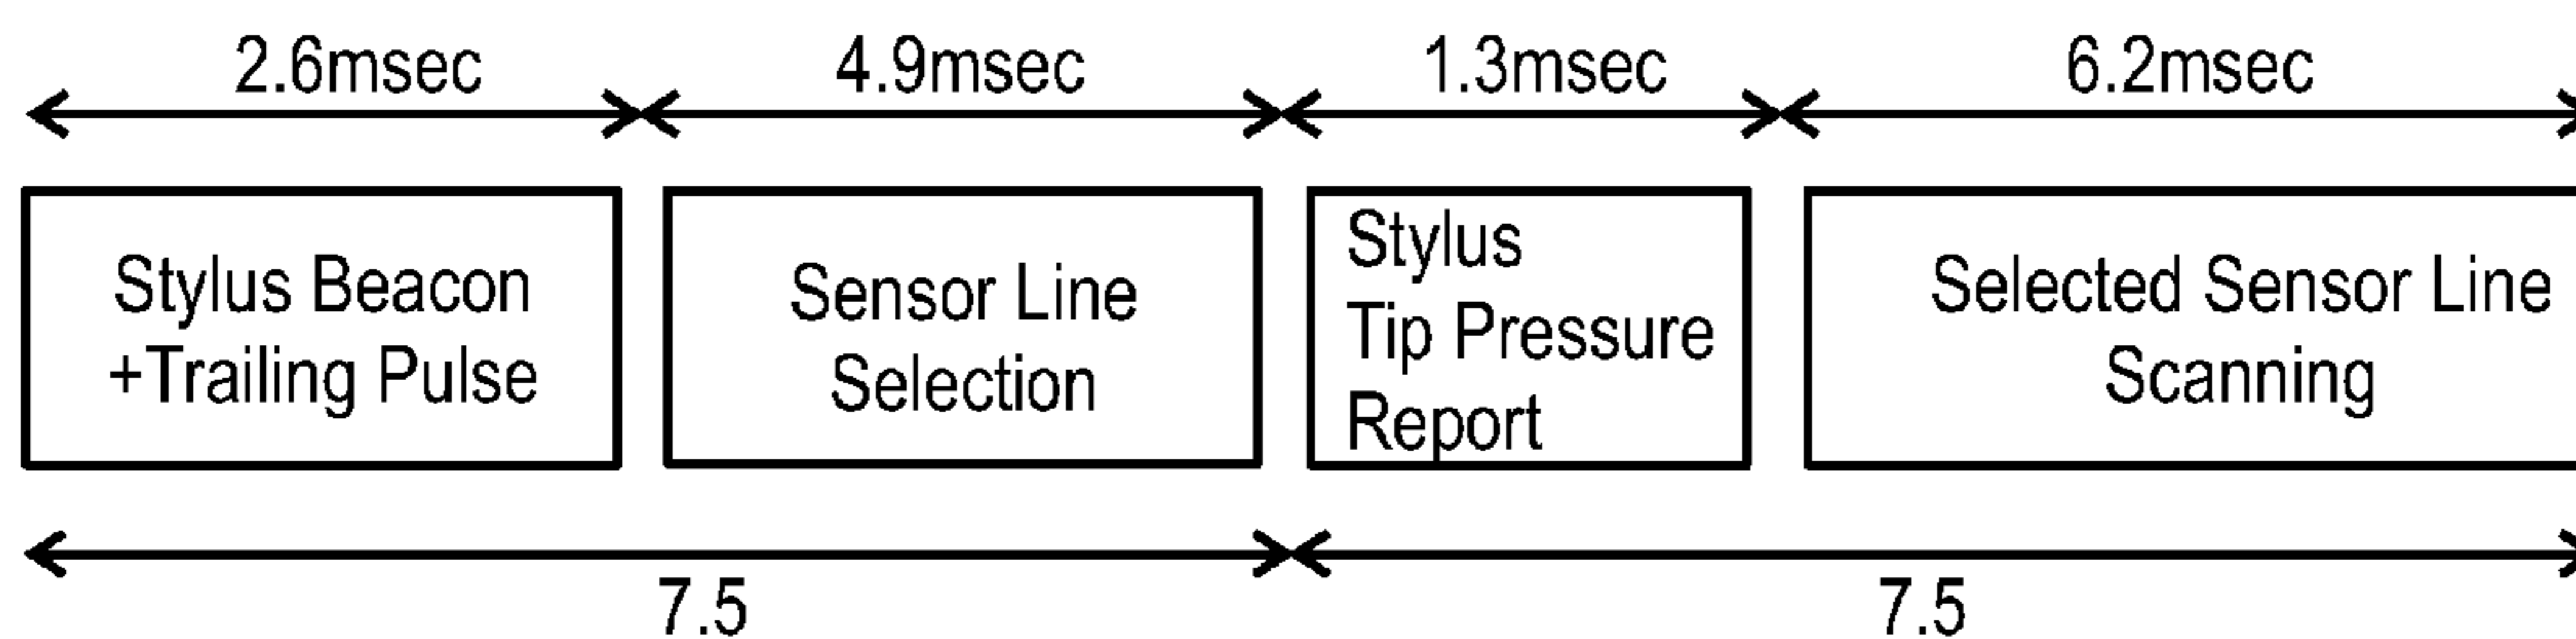 2.6msec
4.9msec
1.3msec
6.2msec
Stylus Beacon
+Trailing Pulse
Sensor Line
Selection
Stylus
Tip Pressure
Report
Selected Sensor Line
Scanning
7.5
7.5